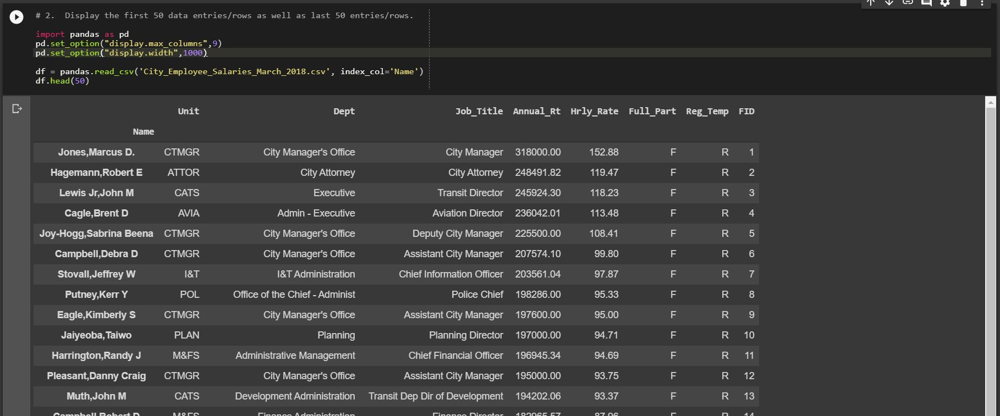 # 2.  Display the first 50 data entries/rows as well as last 50 entries/rows.
import pandas as pd
pd.set_option("display.max_columns",9)
pd.set_option("display.width",1000)
df = pandas.read_csv('City_Employee_Salaries_March_2018.csv', index_col='Name')
df.head(50)
Unit Dept Job_Title Annual_Rt Hrly_Rate Full_Part Reg_Temp FID
Name
Jones,Marcus D. CTMGR City Manager's Office City Manager 318000.00 152.88 F R 1
Hagemann,Robert E ATTOR City Attorney City Attorney 248491.82 119.47 F R 2
Lewis Jr,John M CATS Executive Transit Director 245924.30 118.23 F R 3
Cagle,Brent D AVIA Admin - Executive Aviation Director 236042.01 113.48 F R 4
Joy-Hogg,Sabrina Beena CTMGR City Manager's Office Deputy City Manager 225500.00 108.41 F R 5
Campbell,Debra D CTMGR City Manager's Office Assistant City Manager 207574.10 99.80 F R 6
Stovall,Jeffrey W I&T I&T Administration Chief Information Officer 203561.04 97.87 F R 7
Putney,Kerr Y POL Office of the Chief - Administ Police Chief 198286.00 95.33 F R 8
Eagle,Kimberly S CTMGR City Manager's Office Assistant City Manager 197600.00 95.00 F R 9
Jaiyeoba,Taiwo PLAN Planning Planning Director 197000.00 94.71 F R 10
Harrington,Randy J M&FS Administrative Management Chief Financial Officer 196945.34 94.69 F R 11
Pleasant,Danny Craig CTMGR City Manager's Office Assistant City Manager 195000.00 93.75 F R 12
Muth,John M CATS Development Administration Transit Dep Dir of Development 194202.06 93.37 F R 13
Campbell,Robert D M&FS Finance Administration Finance Director 182965.57 87.96 F R 14